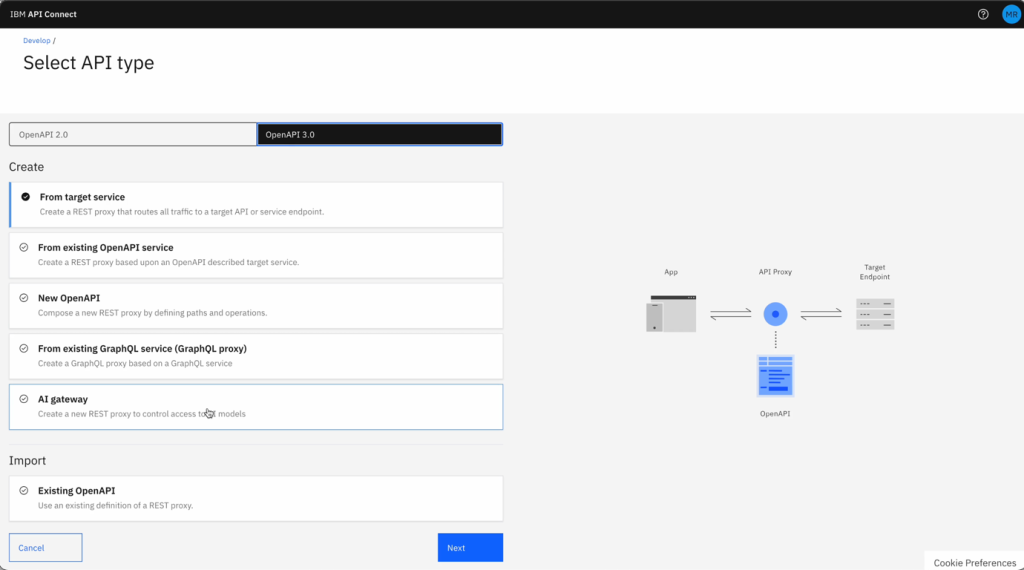 IBM API Connect
MR
Develop /
Select API type
OpenAPI 2.0
OpenAPI 3.0
Create
From target service
Create a REST proxy that routes all traffic to a target API or service endpoint.
From existing OpenAPI service
Create a REST proxy based upon an OpenAPI described target service.
New OpenAPI
Compose a new REST proxy by defining paths and operations.
From existing GraphQL service (GraphQL proxy)
Create a GraphQL proxy based on a GraphQL service
AI gateway
Create a new REST proxy to control access to models
Import
Existing OpenAPI
Use an existing definition of a REST proxy.
Cancel
Next
App
API Proxy
Target
Endpoint
OpenAPI
Cookie Preferences